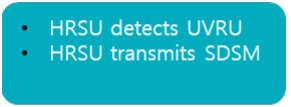 • HRSU detects UVRU
• HRSU transmits SDSM